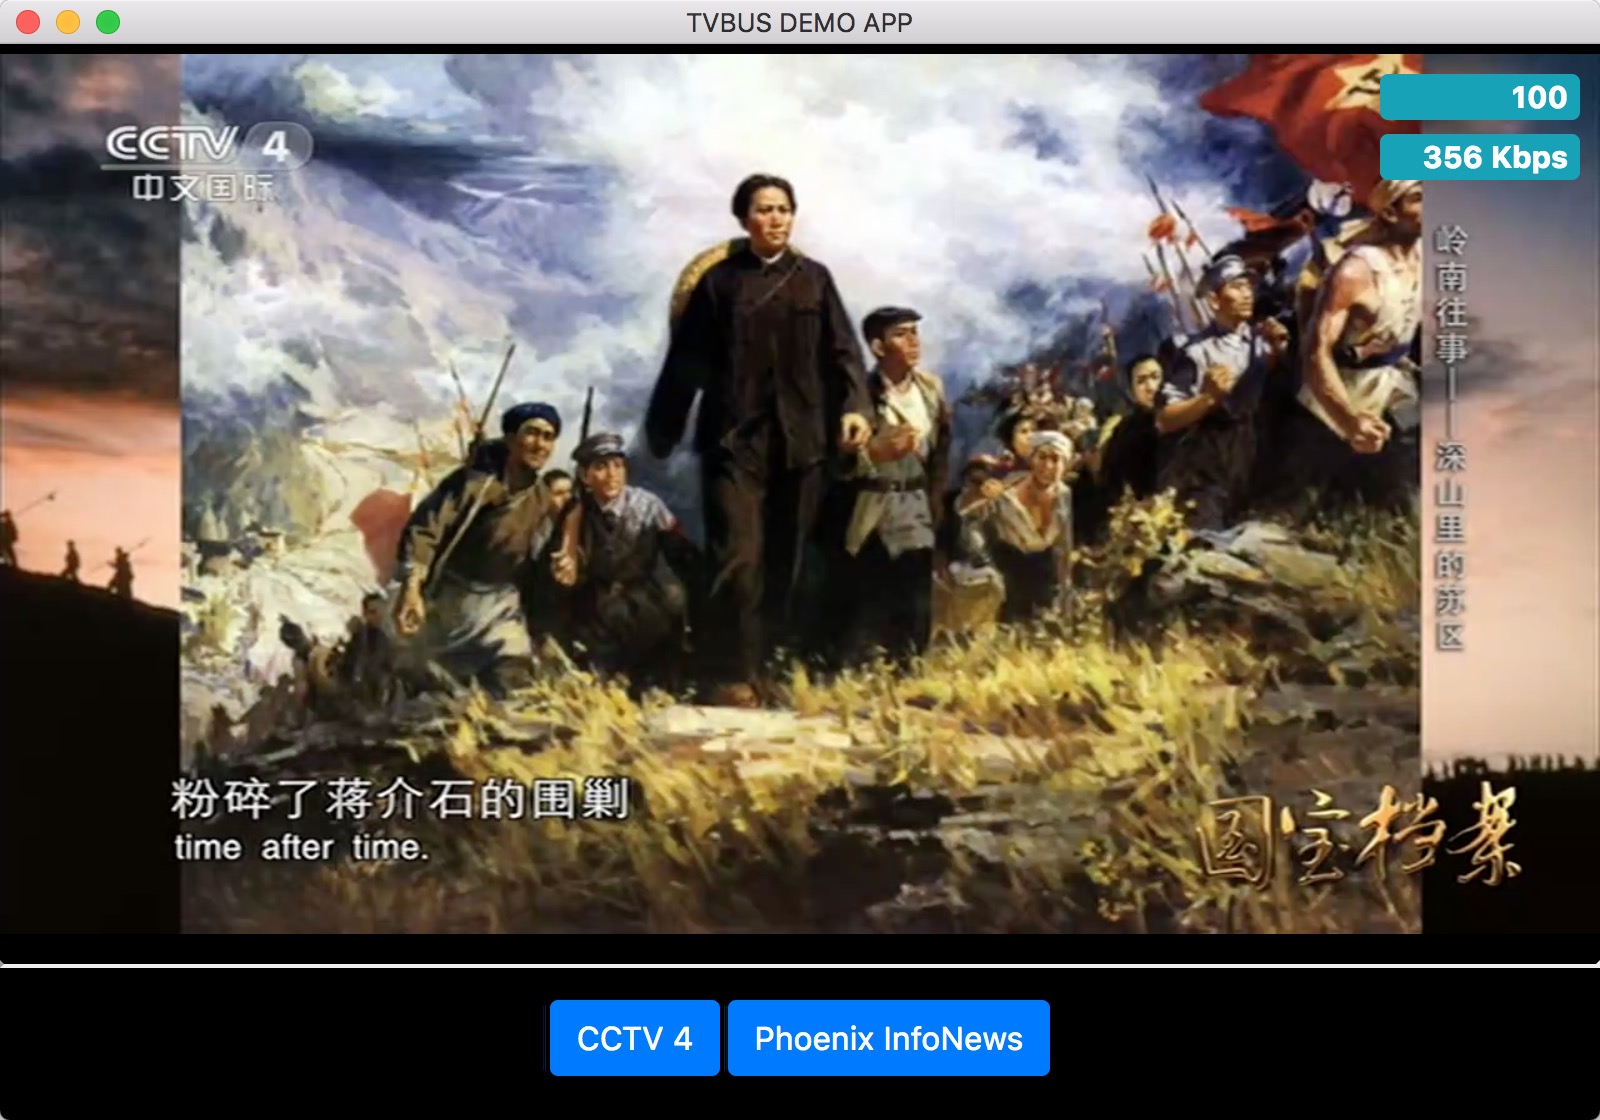 TVBUS DEMO APP
100
CCTV 4
中文国际
356 Kbps
岭南往事——深山里的苏区
粉碎了蒋介石的围剿
time after time.
国宝档案
CCTV 4
Phoenix InfoNews